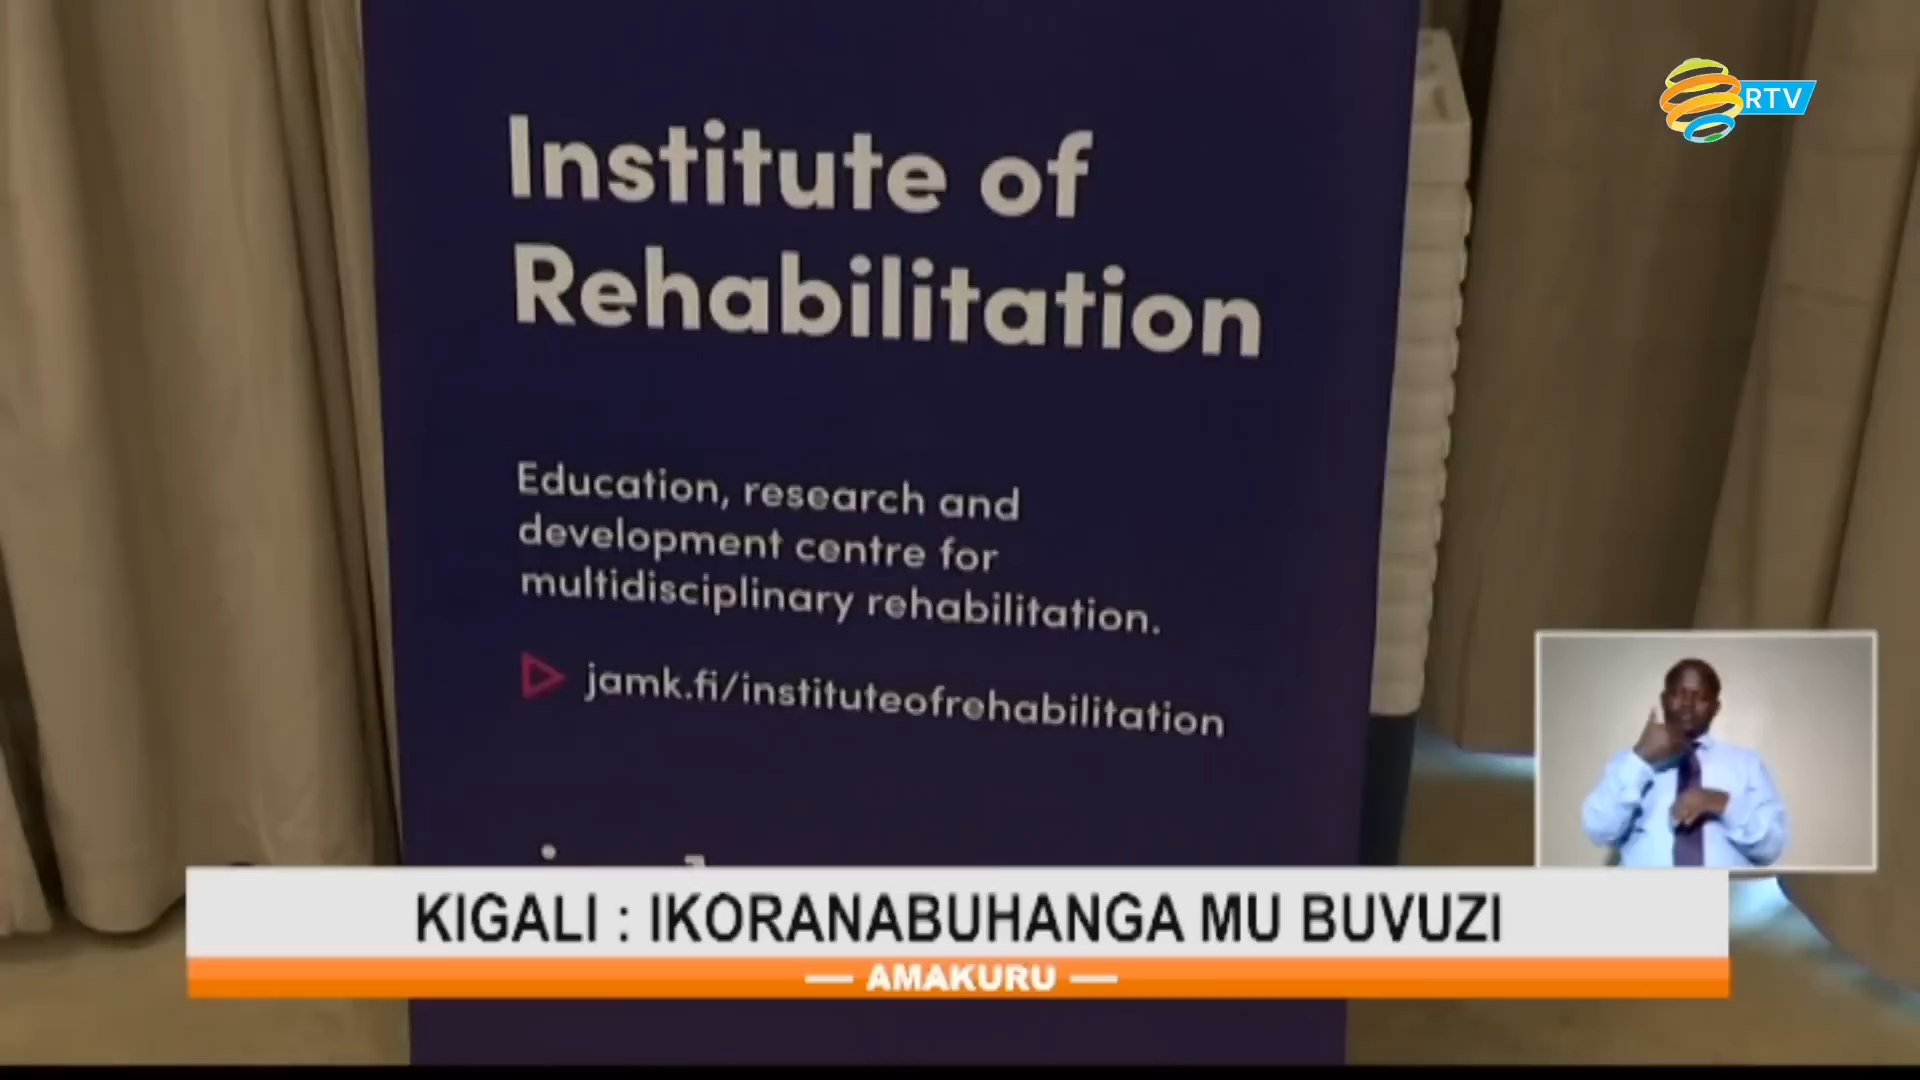 RTV
Institute of
Rehabilitation
Education, research and
development centre for
multidisciplinary rehabilitation.
jamk.fi/instituteofrehabilitation
KIGALI : IKORANABUHANGA MU BUVUZI
AMAKURU